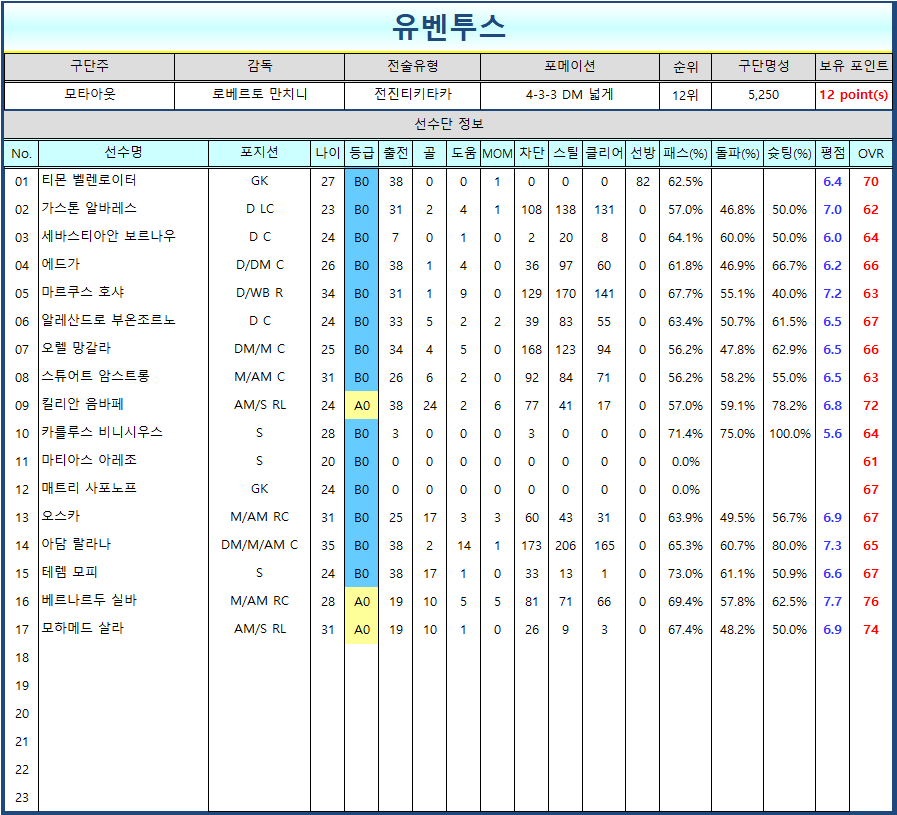 유벤투스
구단주 감독 전술유형 포메이션 순위 구단명성 보유 포인트
모타아웃 로베르토 만치니 전진티키타카 4-3-3 DM 넓게 12위 5,250 12 point(s)
선수단 정보
No. 선수명 포지션 나이 등급 출전 골 도움 MOM 차단 스틸 클리어 선방 패스(%) 돌파(%) 슛팅(%) 평점 OVR
01 티몬 벨렌로이터 GK 27 B0 38 0 0 1 0 0 0 82 62.5% 6.4 70
02 가스톤 알바레스 D LC 23 B0 31 2 4 1 108 138 131 0 57.0% 46.8% 50.0% 7.0 62
03 세바스티아안 보르나우 D C 24 B0 7 0 1 0 2 20 8 0 64.1% 60.0% 50.0% 6.0 64
04 에드가 D/DM C 26 B0 38 1 4 0 36 97 60 0 61.8% 46.9% 66.7% 6.2 66
05 마르쿠스 호샤 D/WB R 34 B0 31 1 9 0 129 170 141 0 67.7% 55.1% 40.0% 7.2 63
06 알레산드로 부온조르노 D C 24 B0 33 5 2 2 39 83 55 0 63.4% 50.7% 61.5% 6.5 67
07 오렐 망갈라 DM/M C 25 B0 34 4 5 0 168 123 94 0 56.2% 47.8% 62.9% 6.5 66
08 스튜어트 암스트롱 M/AM C 31 B0 26 6 2 0 92 84 71 0 56.2% 58.2% 55.0% 6.5 63
09 킬리안 음바페 AM/S RL 24 A0 38 24 2 6 77 41 17 0 57.0% 59.1% 78.2% 6.8 72
10 카를루스 비니시우스 S 28 B0 3 0 0 0 3 0 0 0 71.4% 75.0% 100.0% 5.6 64
11 마티아스 아레조 S 20 B0 0 0 0 0 0 0 0 0 0.0% 61
12 매트리 사포노프 GK 24 B0 0 0 0 0 0 0 0 0 0.0% 67
13 오스카 M/AM RC 31 B0 25 17 3 3 60 43 31 0 63.9% 49.5% 56.7% 6.9 67
14 아담 랄라나 DM/M/AM C 35 B0 38 2 14 1 173 206 165 0 65.3% 60.7% 80.0% 7.3 65
15 테렘 모피 S 24 B0 38 17 1 0 33 13 1 0 73.0% 61.1% 50.9% 6.6 67
16 베르나르두 실바 M/AM RC 28 A0 19 10 5 5 81 71 66 0 69.4% 57.8% 62.5% 7.7 76
17 모하메드 살라 AM/S RL 31 A0 19 10 1 0 26 9 3 0 67.4% 48.2% 50.0% 6.9 74
18
19
20
21
22
23